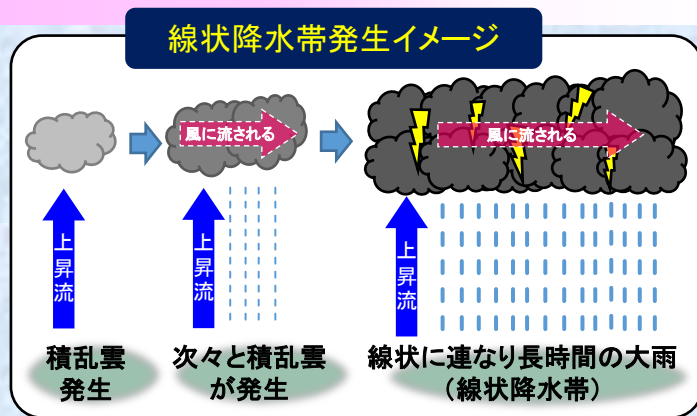 線状降水帯発生イメージ
風に流される
風に流される
上昇流
上昇流
上昇流
積乱雲
発生
次々と積乱雲
が発生
線状に連なり長時間の大雨
(線状降水帯)